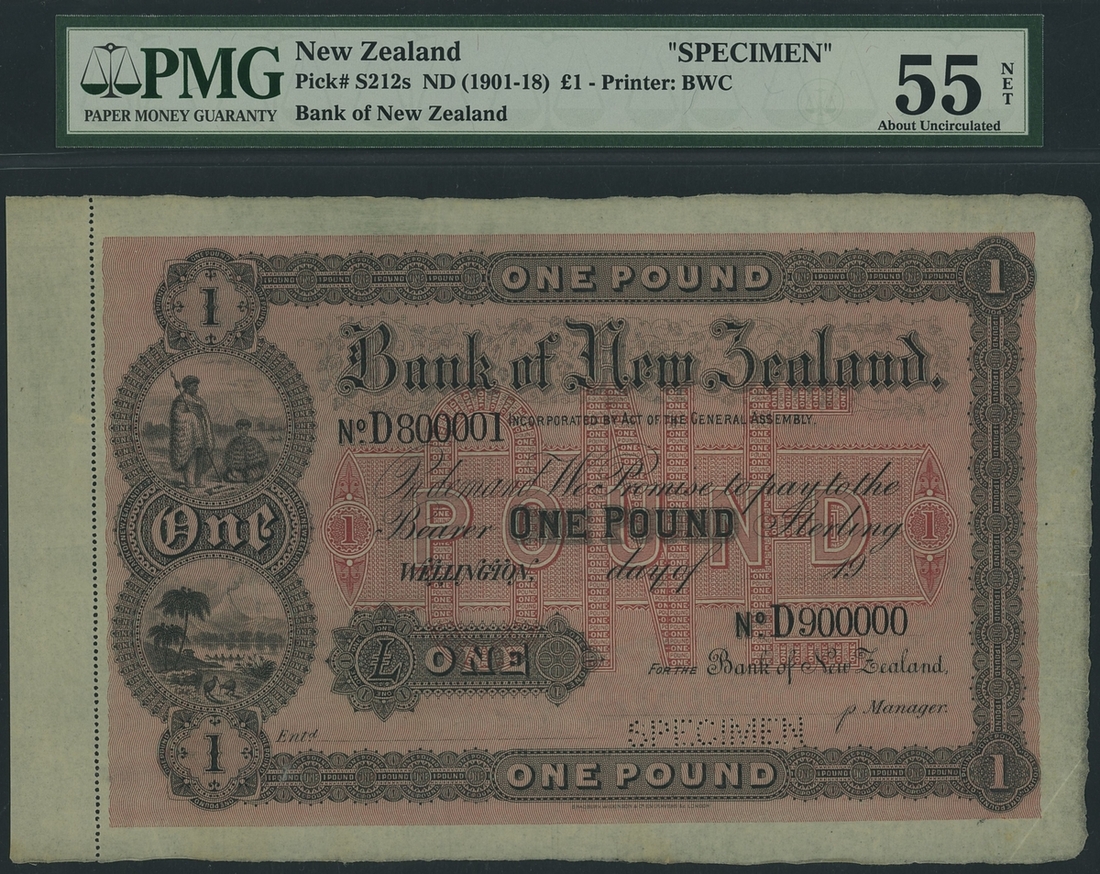 PMG
PAPER MONEY GUARANTY
New Zealand "SPECIMEN"
Pick# S212s ND (1901-18) £1 - Printer: BWC
Bank of New Zealand
55 NET
About Uncirculated
ONE POUND
1
1
Bank of New Zealand.
INCORPORATED BY ACT OF THE GENERAL ASSEMBLY.
No. D800001
On demand We Promise to pay to the
Bearer ONE POUND Sterling
WELLINGTON, day of 19
ONE
POUND
1
1
One
No. D900000
£ ONE
FOR THE Bank of New Zealand,
p Manager.
Entd
SPECIMEN
1
1
ONE POUND